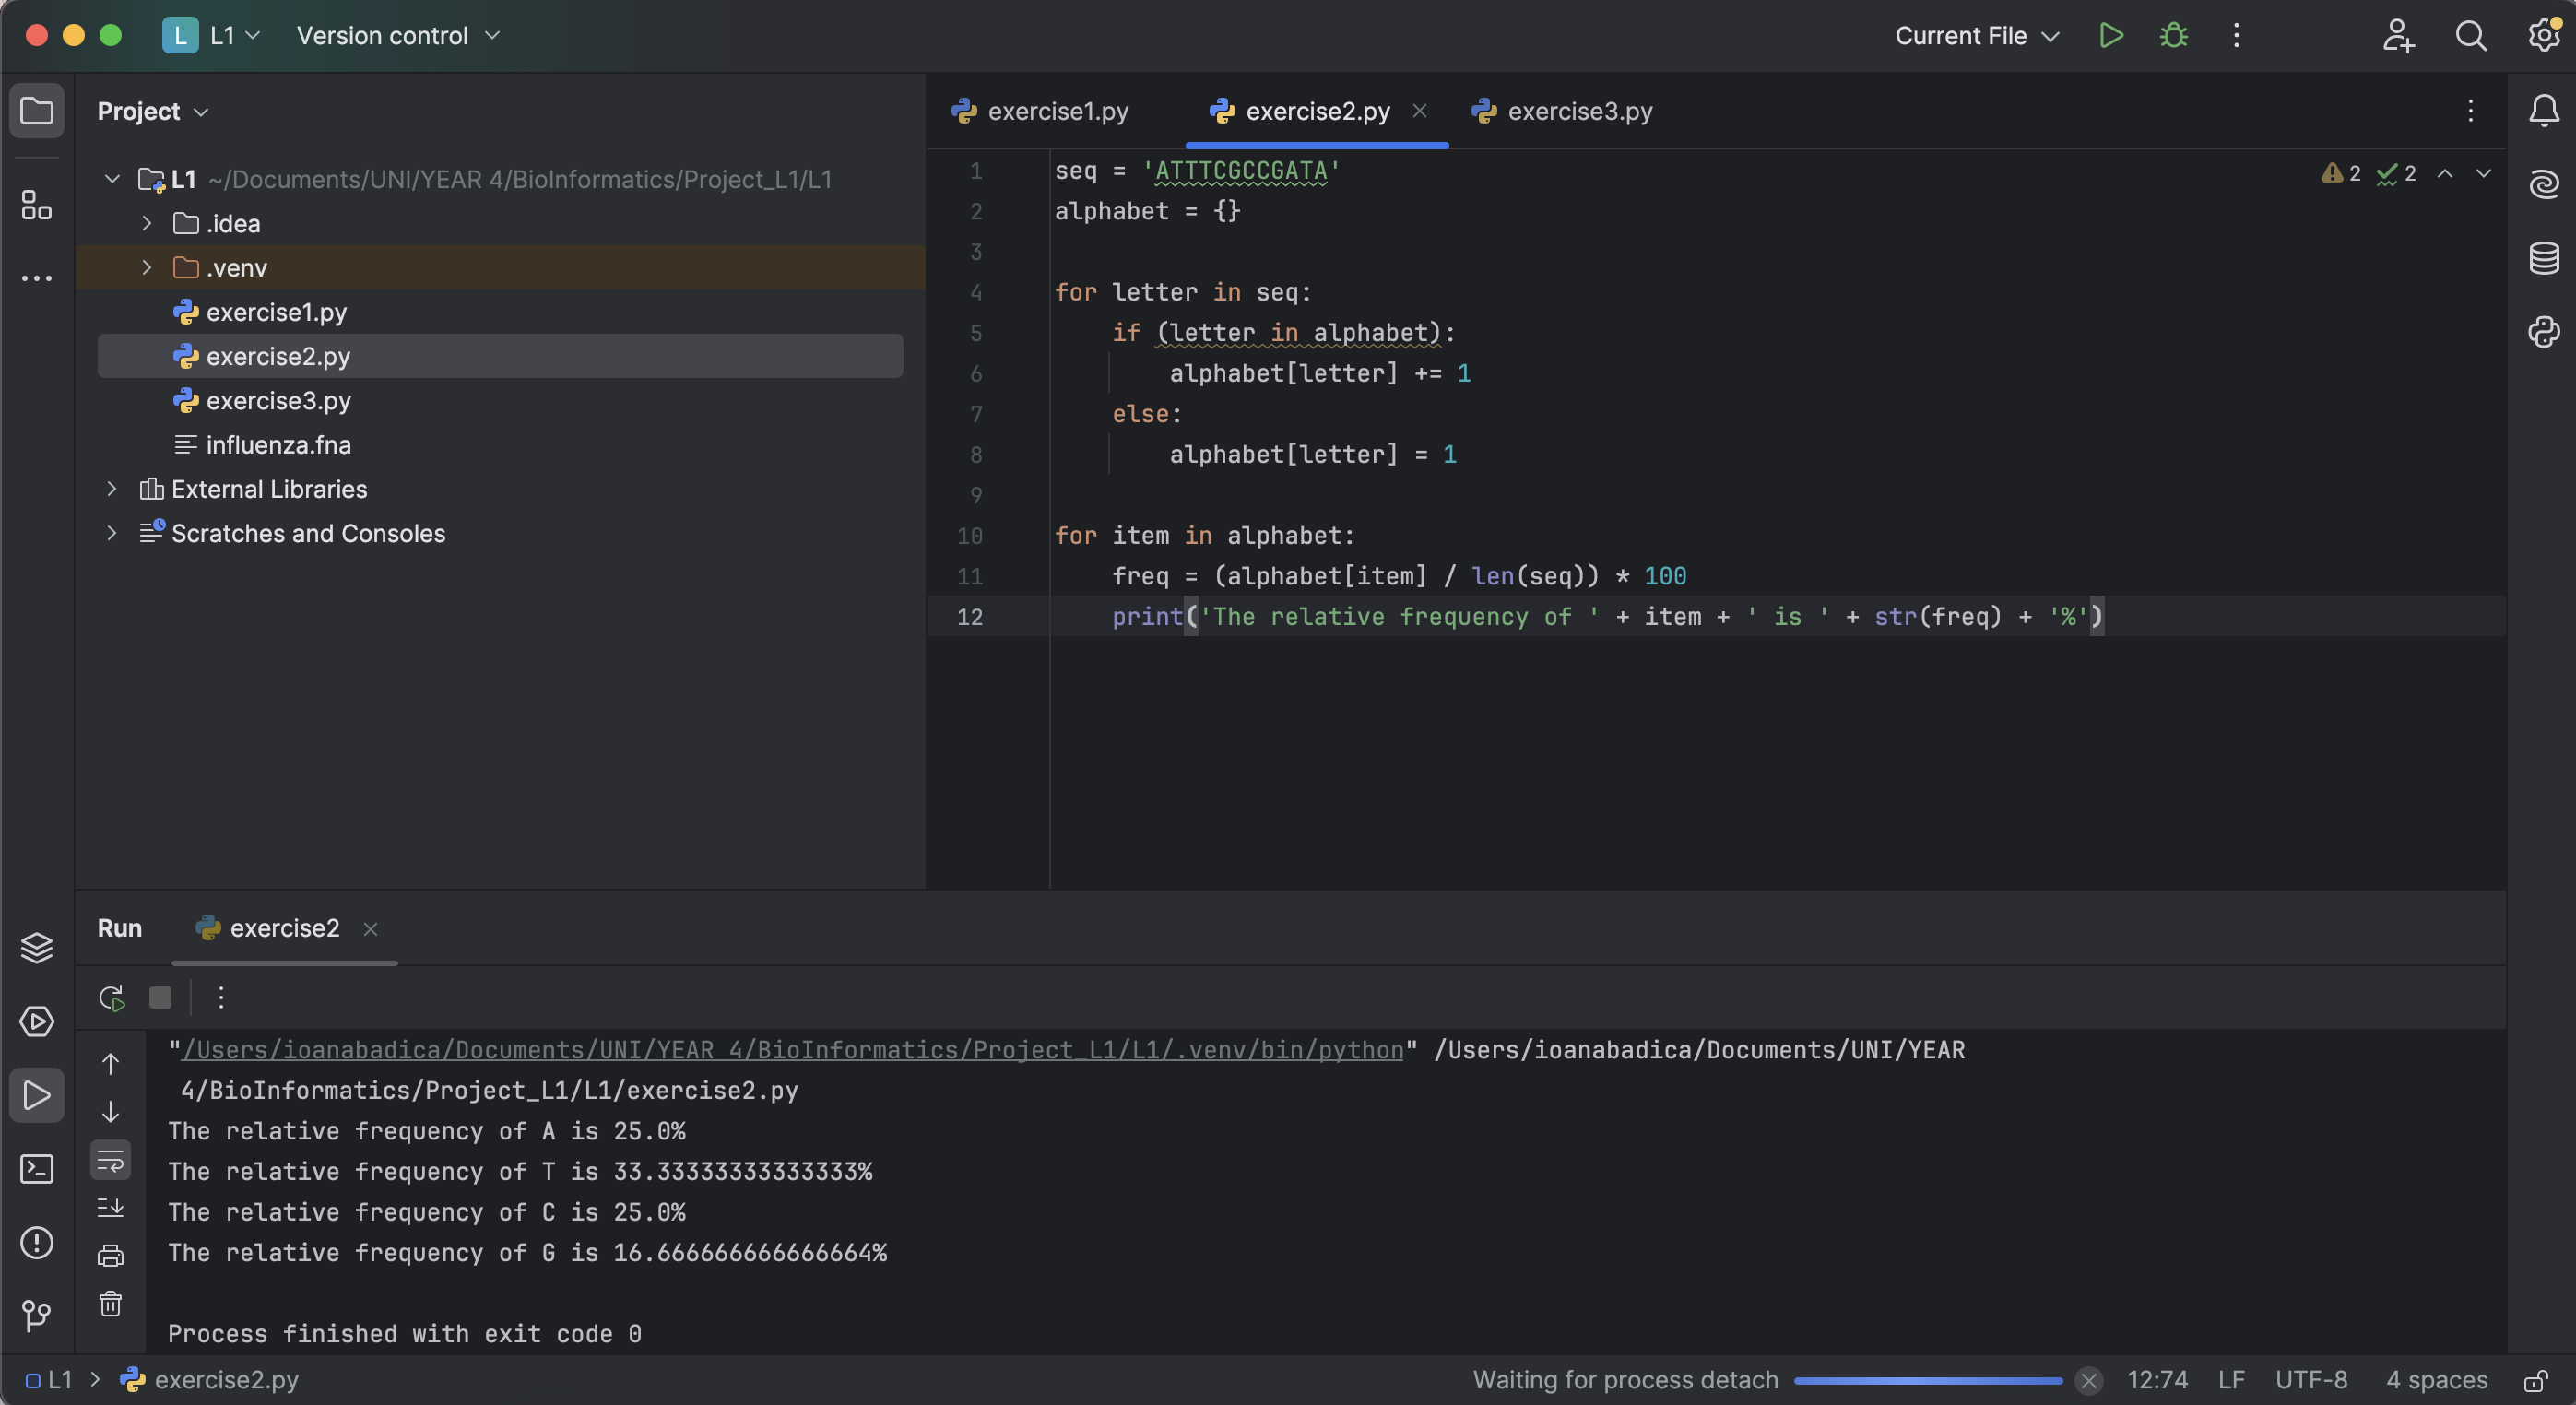 L L1 Version control Current File
Project
exercise1.py exercise2.py exercise3.py
L1 ~/Documents/UNI/YEAR 4/BioInformatics/Project_L1/L1
.idea
.venv
exercise1.py
exercise2.py
exercise3.py
influenza.fna
External Libraries
Scratches and Consoles
2 2
1 seq = 'ATTTCGCCGATA'
2 alphabet = {}
3
4 for letter in seq:
5     if (letter in alphabet):
6         alphabet[letter] += 1
7     else:
8         alphabet[letter] = 1
9
10 for item in alphabet:
11     freq = (alphabet[item] / len(seq)) * 100
12     print('The relative frequency of ' + item + ' is ' + str(freq) + '%')
Run exercise2
"/Users/ioanabadica/Documents/UNI/YEAR 4/BioInformatics/Project_L1/L1/.venv/bin/python" /Users/ioanabadica/Documents/UNI/YEAR
4/BioInformatics/Project_L1/L1/exercise2.py
The relative frequency of A is 25.0%
The relative frequency of T is 33.33333333333333%
The relative frequency of C is 25.0%
The relative frequency of G is 16.666666666666664%
Process finished with exit code 0
L1 exercise2.py Waiting for process detach 12:74 LF UTF-8 4 spaces